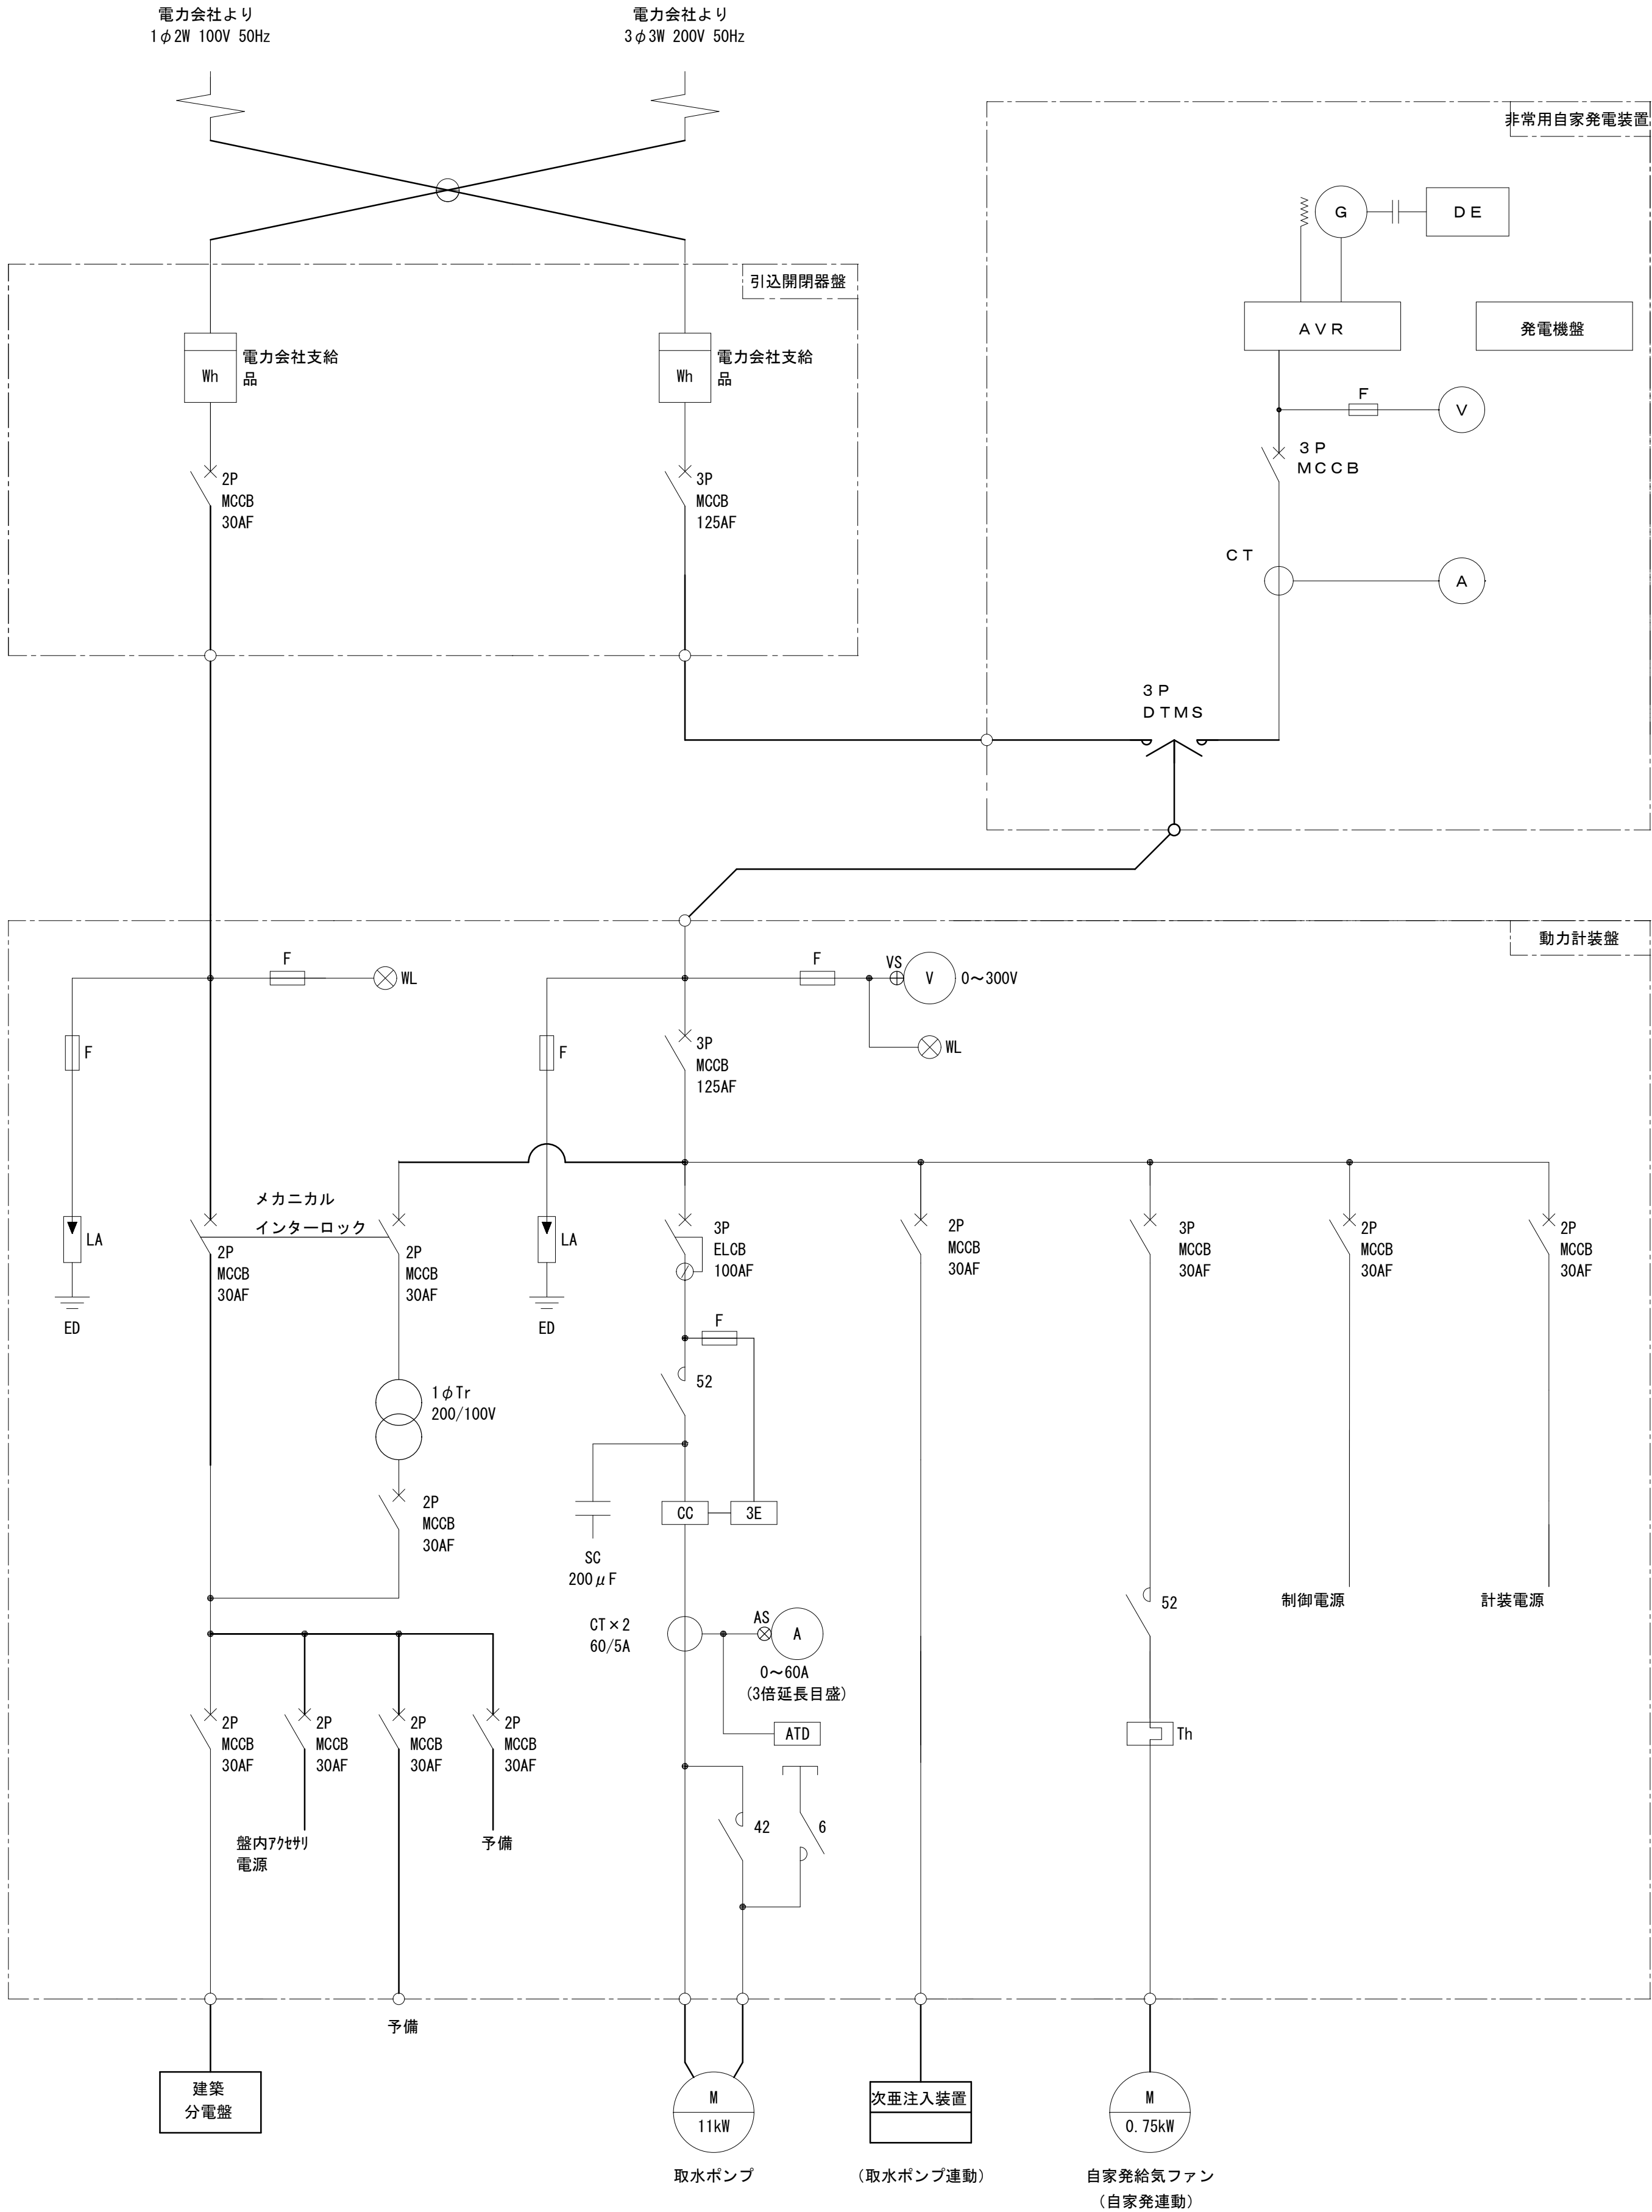 電力会社より
1φ2W 100V 50Hz
電力会社より
3φ3W 200V 50Hz
非常用自家発電装置
G
DE
AVR
発電機盤
F
V
3P
MCCB
CT
A
3P
DTMS
引込開閉器盤
Wh
電力会社支給
品
Wh
電力会社支給
品
2P
MCCB
30AF
3P
MCCB
125AF
動力計装盤
F
WL
F
VS
V
0～300V
WL
F
F
3P
MCCB
125AF
メカニカル
インターロック
LA
ED
2P
MCCB
30AF
2P
MCCB
30AF
LA
ED
3P
ELCB
100AF
2P
MCCB
30AF
3P
MCCB
30AF
2P
MCCB
30AF
2P
MCCB
30AF
F
52
1φTr
200/100V
2P
MCCB
30AF
CC
3E
SC
200μF
52
制御電源
計装電源
CT×2
60/5A
AS
A
0～60A
(3倍延長目盛)
ATD
Th
2P
MCCB
30AF
2P
MCCB
30AF
2P
MCCB
30AF
2P
MCCB
30AF
盤内ｱｸｾｻﾘ
電源
予備
42
6
予備
建築
分電盤
M
11kW
取水ポンプ
次亜注入装置
(取水ポンプ連動)
M
0.75kW
自家発給気ファン
(自家発連動)